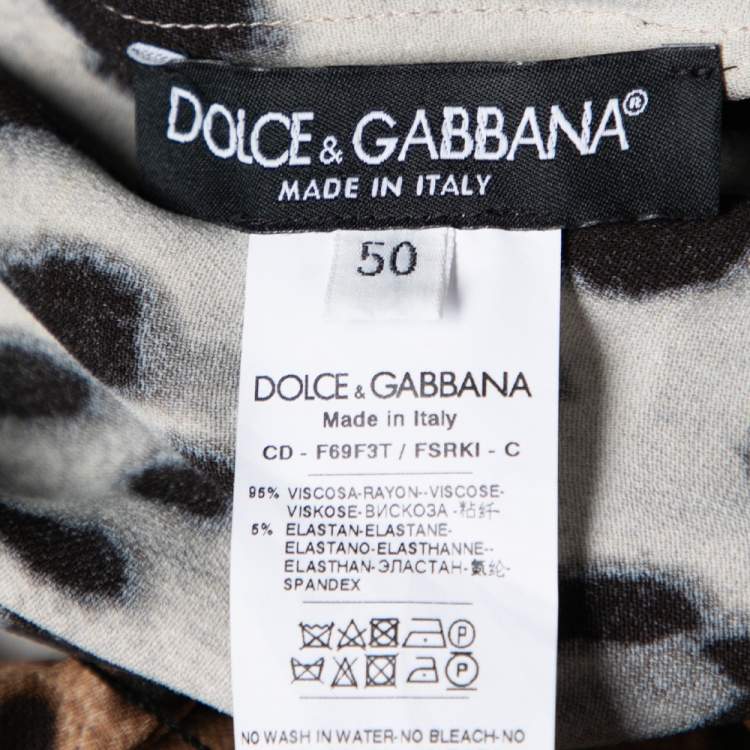 DOLCE & GABBANA®
MADE IN ITALY
50
DOLCE & GABBANA
Made in Italy
CD - F69F3T / FSRKI - C
95% VISCOSA-RAYON--VISCOSE-
VISKOSE-ВИСКОЗА -粘纤-
5% ELASTAN-ELASTANE-
ELASTANO-ELASTHANNE--
ELASTHAN-ЭЛАСТАН-氨纶-
SPANDEX
P
P
NO WASH IN WATER-NO BLEACH-NO